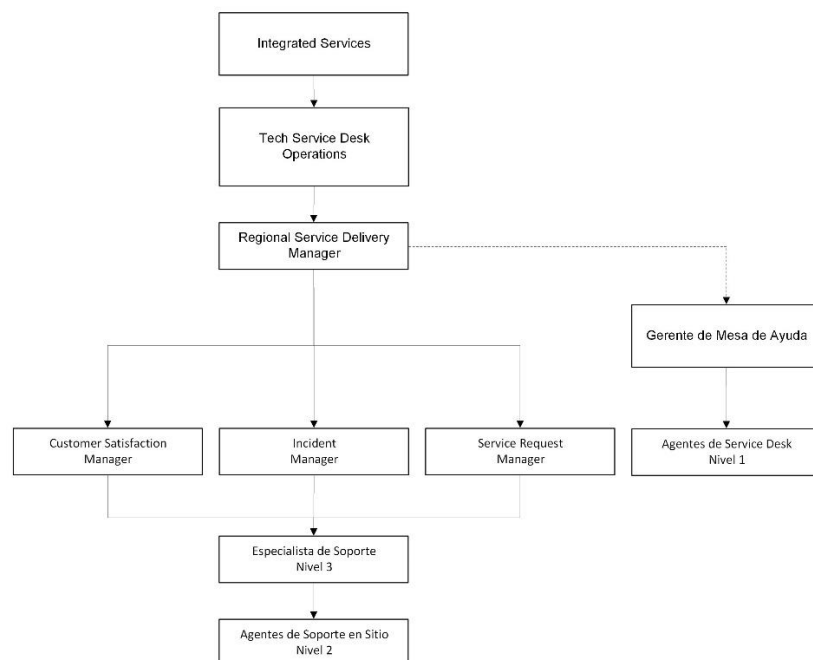 Integrated Services
Tech Service Desk
Operations
Regional Service Delivery
Manager
Gerente de Mesa de Ayuda
Customer Satisfaction
Manager
Incident
Manager
Service Request
Manager
Agentes de Service Desk
Nivel 1
Especialista de Soporte
Nivel 3
Agentes de Soporte en Sitio
Nivel 2